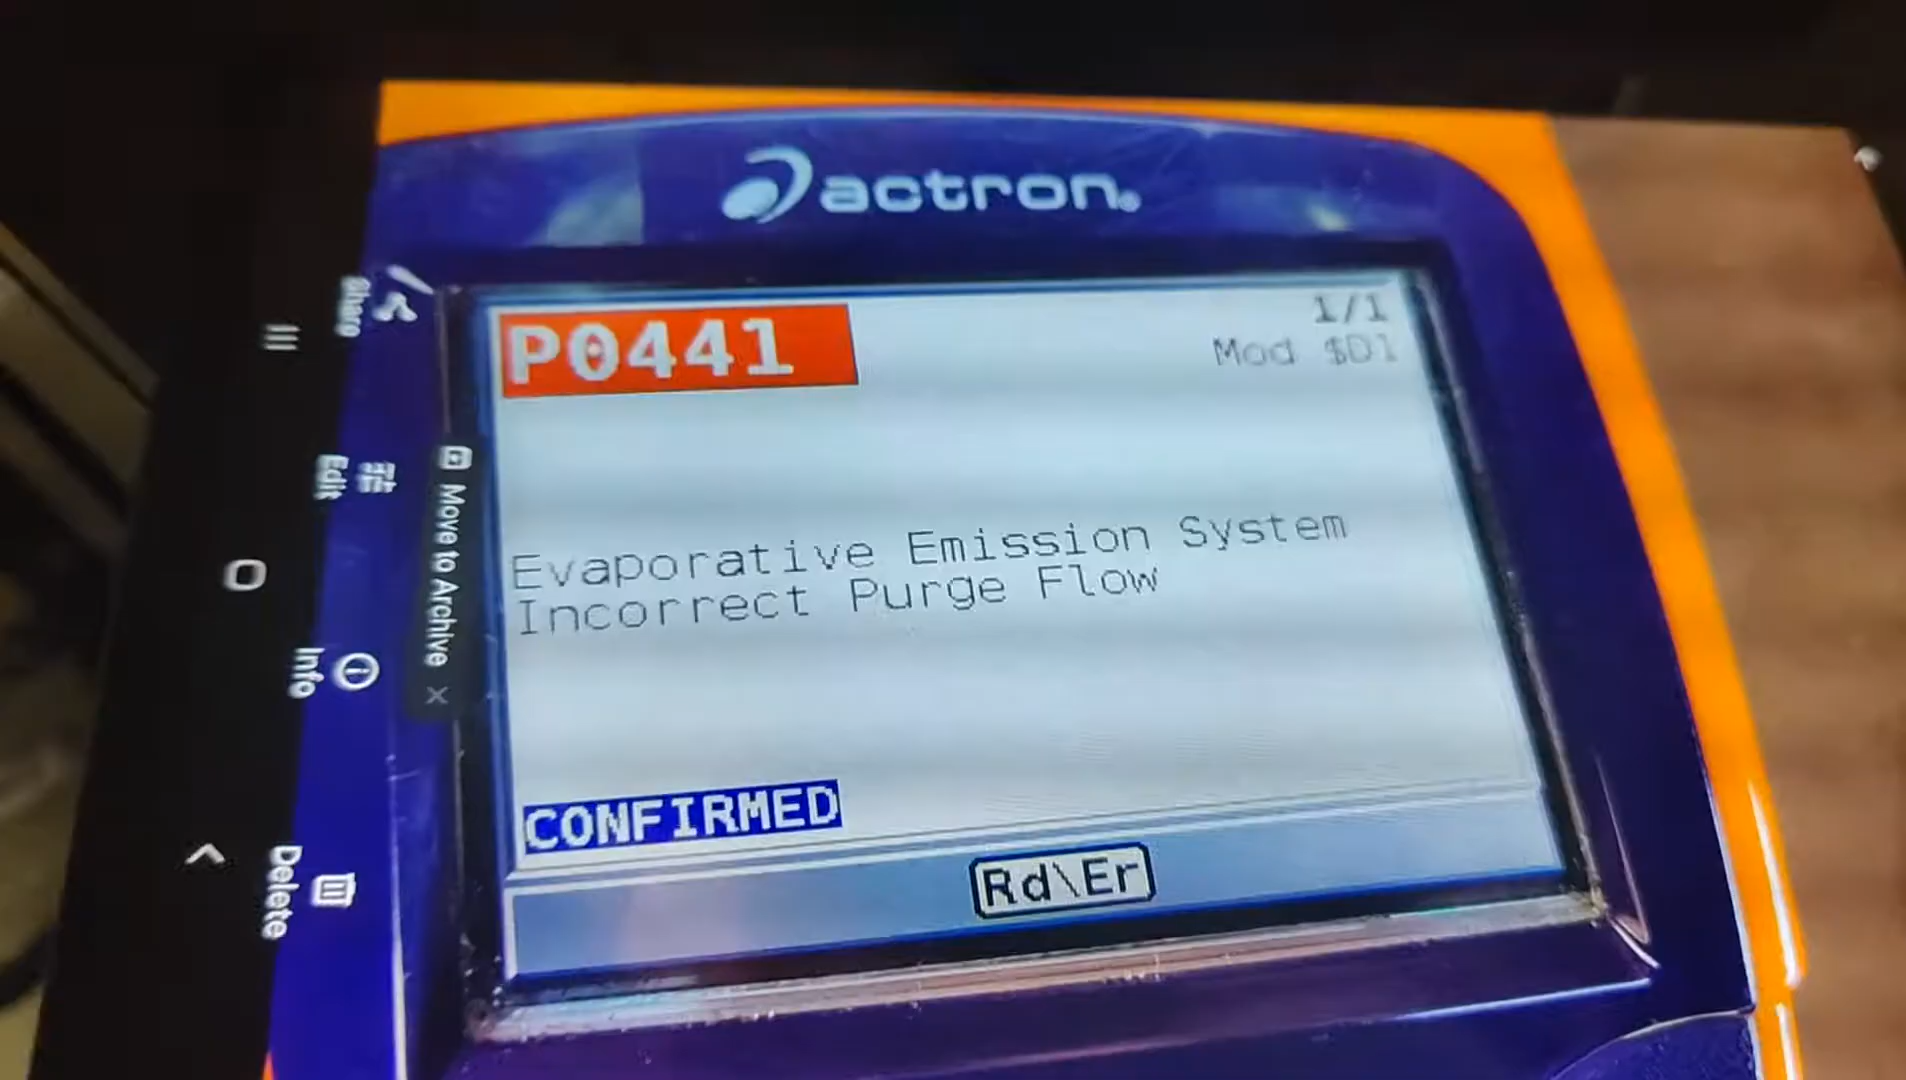 actron
P0441
1/1
Mod $D1
Evaporative Emission System
Incorrect Purge Flow
CONFIRMED
Rd\Er
Share
Edit
Info
Delete
Move to Archive